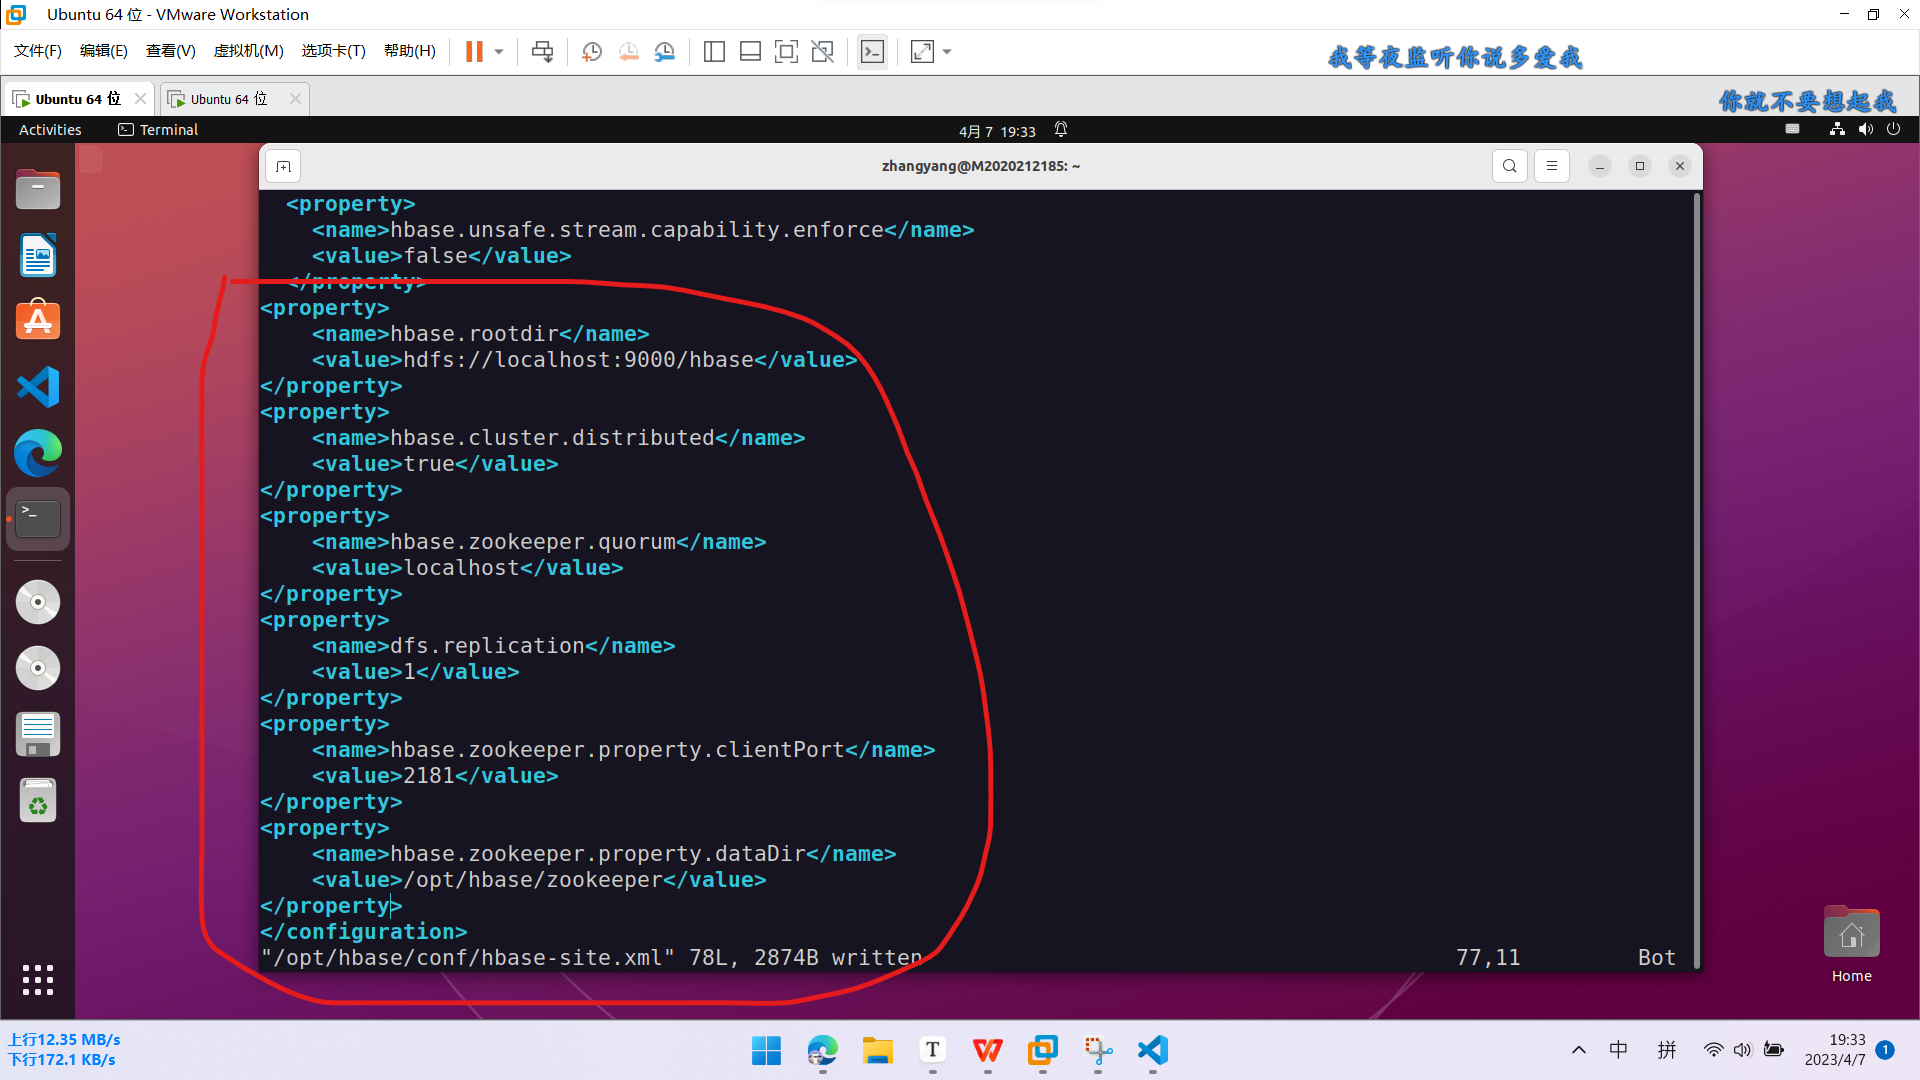 Ubuntu 64 位 - VMware Workstation
文件(F) 编辑(E) 查看(V) 虚拟机(M) 选项卡(T) 帮助(H)
我等夜监听你说多爱我
Ubuntu 64 位 Ubuntu 64 位
你就不要想起我
Activities Terminal 4月 7 19:33
zhangyang@M2020212185: ~
<property>
<name>hbase.unsafe.stream.capability.enforce</name>
<value>false</value>
</property>
<property>
<name>hbase.rootdir</name>
<value>hdfs://localhost:9000/hbase</value>
</property>
<property>
<name>hbase.cluster.distributed</name>
<value>true</value>
</property>
<property>
<name>hbase.zookeeper.quorum</name>
<value>localhost</value>
</property>
<property>
<name>dfs.replication</name>
<value>1</value>
</property>
<property>
<name>hbase.zookeeper.property.clientPort</name>
<value>2181</value>
</property>
<property>
<name>hbase.zookeeper.property.dataDir</name>
<value>/opt/hbase/zookeeper</value>
</property>
</configuration>
"/opt/hbase/conf/hbase-site.xml" 78L, 2874B written 77,11 Bot
Home
上行12.35 MB/s
下行172.1 KB/s
中 拼
19:33
2023/4/7
1